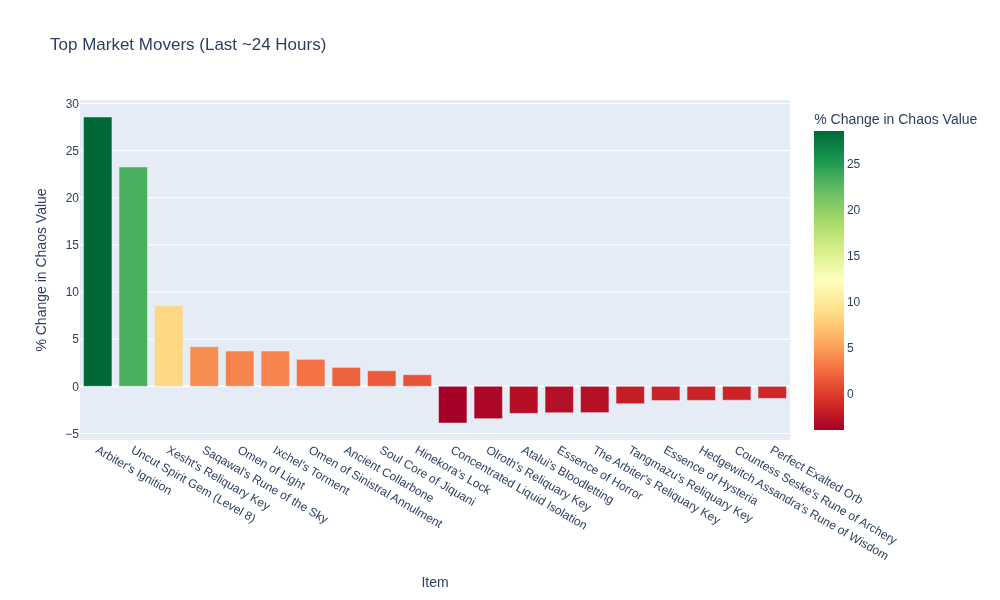 Top Market Movers (Last ~24 Hours)
% Change in Chaos Value
30
25
20
15
10
5
0
−5
% Change in Chaos Value
25
20
15
10
5
0
Arbiter's Ignition
Uncut Spirit Gem (Level 8)
Xesht's Reliquary Key
Saqawal's Rune of the Sky
Omen of Light
Ixchel's Torment
Omen of Sinistral Annulment
Ancient Collarbone
Soul Core of Jiquani
Hinekora's Lock
Concentrated Liquid Isolation
Olroth's Reliquary Key
Atalui's Bloodletting
Essence of Horror
The Arbiter's Reliquary Key
Tangmazu's Reliquary Key
Essence of Hysteria
Hedgewitch Assandra's Rune of Wisdom
Countess Seske's Rune of Archery
Perfect Exalted Orb
Item